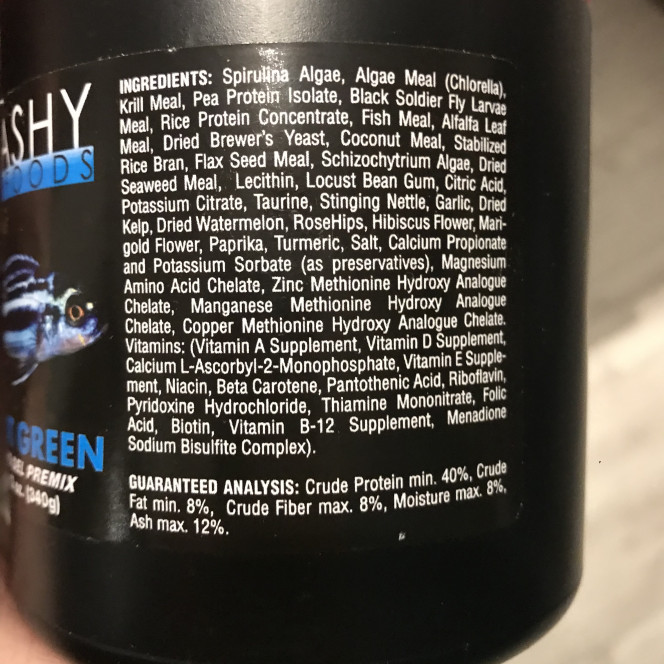 ASHY
FOODS
GREEN
GEL PREMIX
oz. (340g)
INGREDIENTS: Spirulina Algae, Algae Meal (Chlorella),
Krill Meal, Pea Protein Isolate, Black Soldier Fly Larvae
Meal, Rice Protein Concentrate, Fish Meal, Alfalfa Leaf
Meal, Dried Brewer's Yeast, Coconut Meal, Stabilized
Rice Bran, Flax Seed Meal, Schizochytrium Algae, Dried
Seaweed Meal, Lecithin, Locust Bean Gum, Citric Acid,
Potassium Citrate, Taurine, Stinging Nettle, Garlic, Dried
Kelp, Dried Watermelon, RoseHips, Hibiscus Flower, Mari-
gold Flower, Paprika, Turmeric, Salt, Calcium Propionate
and Potassium Sorbate (as preservatives), Magnesium
Amino Acid Chelate, Zinc Methionine Hydroxy Analogue
Chelate, Manganese Methionine Hydroxy Analogue
Chelate, Copper Methionine Hydroxy Analogue Chelate.
Vitamins: (Vitamin A Supplement, Vitamin D Supplement,
Calcium L-Ascorbyl-2-Monophosphate, Vitamin E Supple-
ment, Niacin, Beta Carotene, Pantothenic Acid, Riboflavin,
Pyridoxine Hydrochloride, Thiamine Mononitrate, Folic
Acid, Biotin, Vitamin B-12 Supplement, Menadione
Sodium Bisulfite Complex).
GUARANTEED ANALYSIS: Crude Protein min. 40%, Crude
Fat min. 8%, Crude Fiber max. 8%, Moisture max. 8%,
Ash max. 12%.